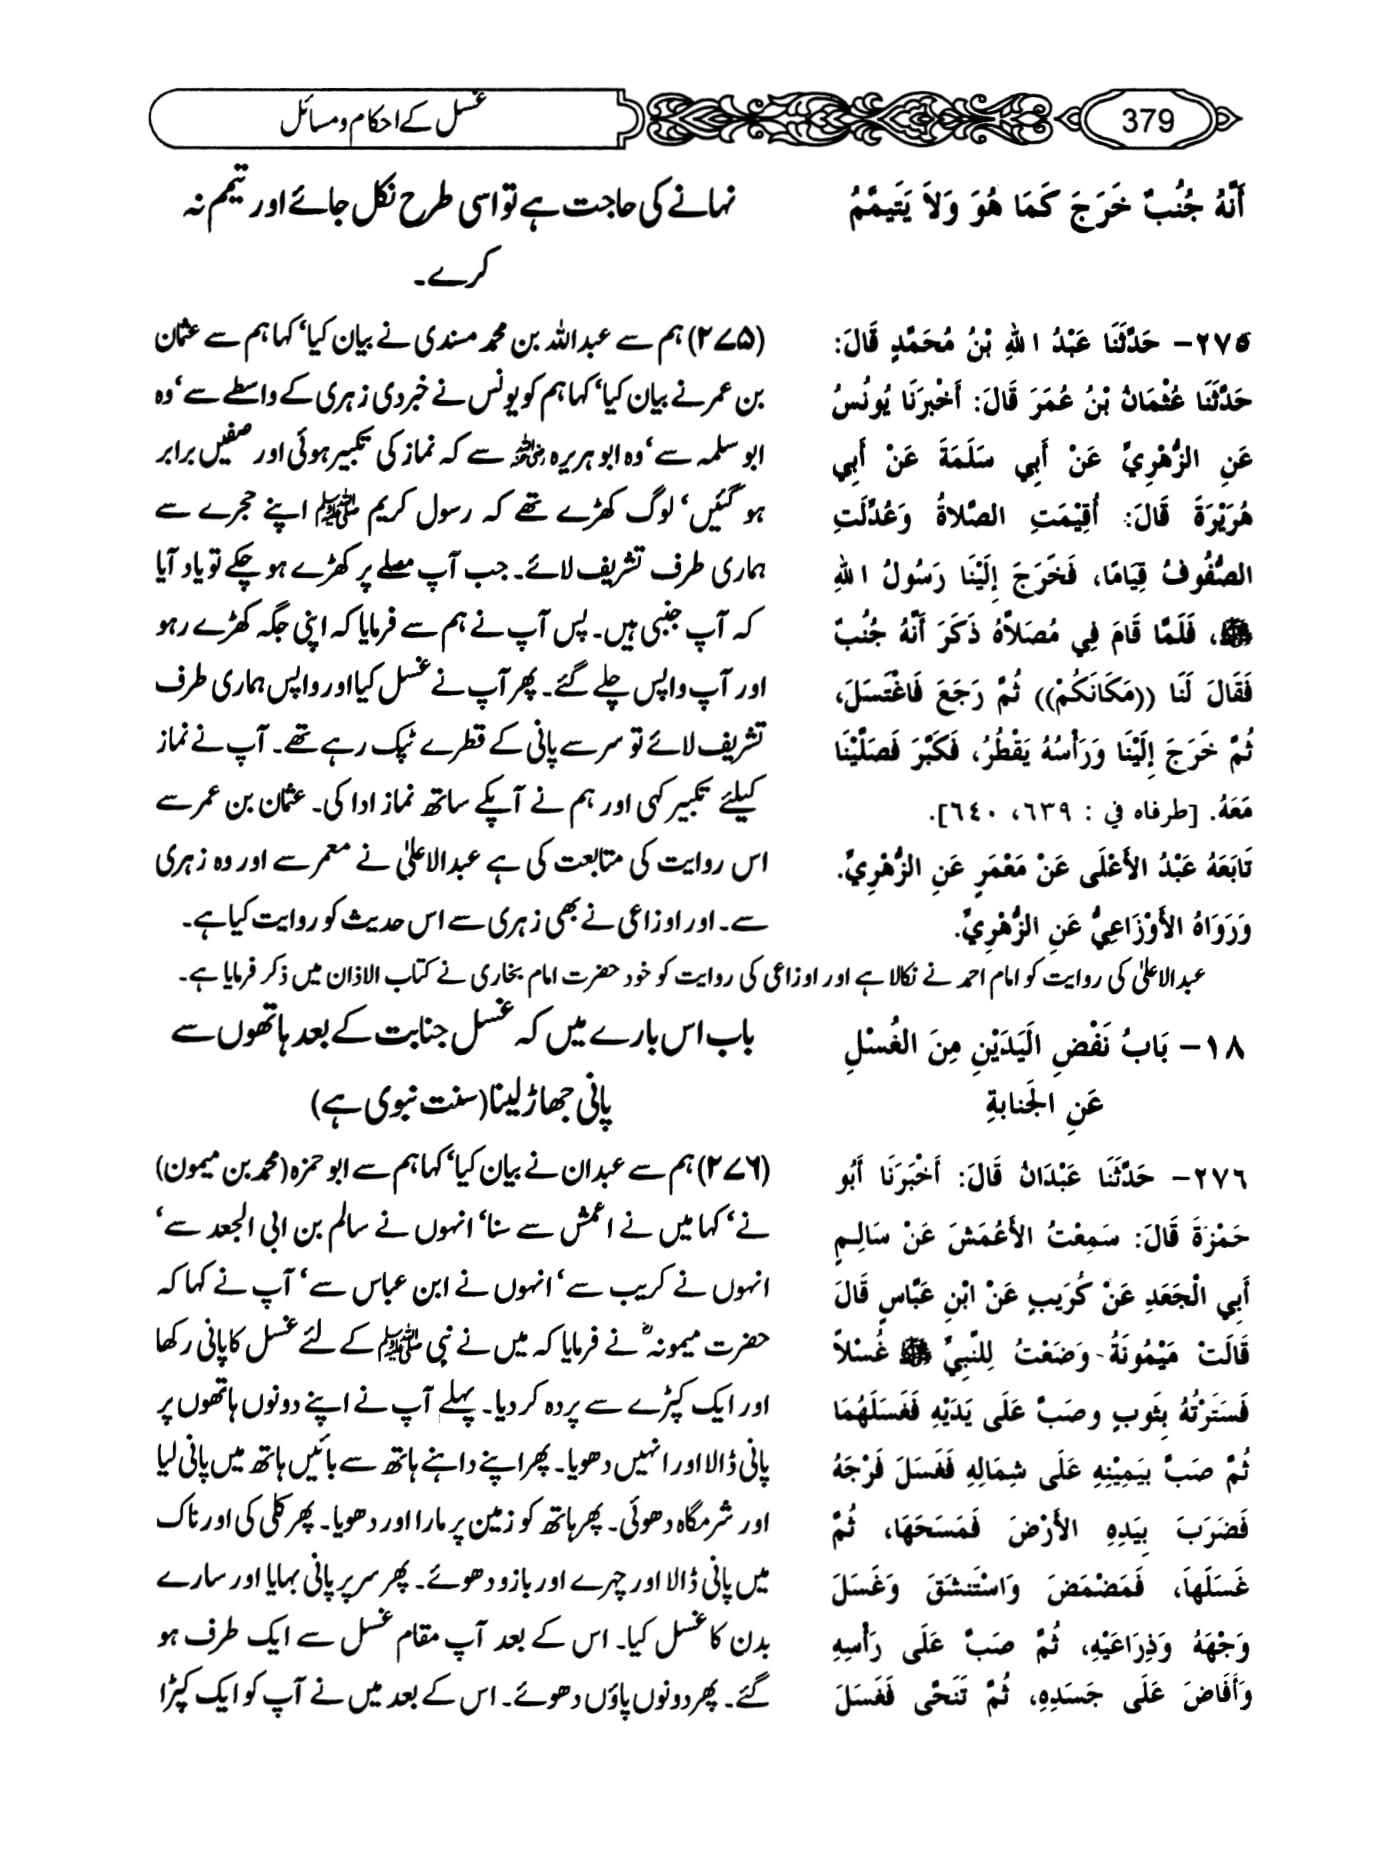 379
غسل کے احکام و مسائل
أَنَّهُ جُنُبٌ خَرَجَ كَمَا هُوَ وَلاَ يَتَيمَّمُ
٢٧٥– حَدَّثَنَا عَبْدُ اللهِ بْنُ مُحَمَّدٍ قَالَ:
حَدَّثَنَا عُثْمَانُ بْنُ عُمَرَ قَالَ: أَخْبَرَنَا يُونُسُ
عَنِ الزُّهْرِيِّ عَنْ أَبِي سَلَمَةَ عَنْ أَبِي
هُرَيْرَةَ قَالَ: أُقِيْمَتِ الصَّلاةُ وَعُدِّلَتِ
الصُّفُوفُ قِيَامًا، فَخَرَجَ إِلَيْنَا رَسُولُ اللهِ
ﷺ، فَلَمَّا قَامَ فِي مُصَلاَّهُ ذَكَرَ أَنَّهُ جُنُبٌ
فَقَالَ لَنَا ((مَكَانَكُمْ)) ثُمَّ رَجَعَ فَاغْتَسَلَ،
ثُمَّ خَرَجَ إِلَيْنَا وَرَأْسُهُ يَقْطُرُ، فَكَبَّرَ فَصَلَّيْنَا
مَعَهُ. [طرفاه في : ٦٣٩، ٦٤٠].
تَابَعَهُ عَبْدُ الأَعْلَى عَنْ مَعْمَرٍ عَنِ الزُّهْرِيِّ.
وَرَوَاهُ الأَوْزَاعِيُّ عَنِ الزُّهْرِيِّ.
نہانے کی حاجت ہے تو اسی طرح نکل جائے اور تیمم نہ
کرے۔
(۲۷۵) ہم سے عبداللہ بن محمد مسندی نے بیان کیا‘ کہا ہم سے عثمان
بن عمر نے بیان کیا‘ کہا ہم کو یونس نے خبر دی زہری کے واسطے سے‘ وہ
ابو سلمہ سے‘ وہ ابو ہریرہ رضی اللہ عنہ سے کہ نماز کی تکبیر ہوئی اور صفیں برابر
ہو گئیں‘ لوگ کھڑے تھے کہ رسول کریم ﷺ اپنے حجرے سے
ہماری طرف تشریف لائے۔ جب آپ مصلے پر کھڑے ہو چکے تو یاد آیا
کہ آپ جنبی ہیں۔ پس آپ نے ہم سے فرمایا کہ اپنی جگہ کھڑے رہو
اور آپ واپس چلے گئے۔ پھر آپ نے غسل کیا اور واپس ہماری طرف
تشریف لائے تو سر سے پانی کے قطرے ٹپک رہے تھے۔ آپ نے نماز
کیلئے تکبیر کہی اور ہم نے آپکے ساتھ نماز ادا کی۔ عثمان بن عمر سے
اس روایت کی متابعت کی ہے عبدالاعلیٰ نے معمر سے اور وہ زہری
سے۔ اور اوزاعی نے بھی زہری سے اس حدیث کو روایت کیا ہے۔
عبدالاعلیٰ کی روایت کو امام احمد نے نکالا ہے اور اوزاعی کی روایت کو خود حضرت امام بخاری نے کتاب الاذان میں ذکر فرمایا ہے۔
١٨– بَابُ نَفْضِ الْيَدَيْنِ مِنَ الغُسْلِ
عَنِ الجَنابةِ
باب اس بارے میں کہ غسل جنابت کے بعد ہاتھوں سے
پانی جھاڑ لینا (سنت نبوی ہے)
٢٧٦– حَدَّثَنَا عَبْدَانُ قَالَ: أَخْبَرَنَا أَبُو
حَمْزَةَ قَالَ: سَمِعْتُ الأَعْمَشَ عَنْ سَالِمِ
أَبِي الْجَعَدِ عَنْ كُرَيبٍ عَنْ ابْنِ عَبَّاسٍ قَالَ
قَالَتْ مَيْمُونَةُ وَضَعْتُ لِلنَّبِيِّ ﷺ غُسْلاً
فَسَتَرْتُهُ بِثَوبٍ وصَبَّ عَلَى يَدَيْهِ فَغَسَلَهُمَا
ثُمَّ صَبَّ بِيَمِيْنِهِ عَلَى شِمَالِهِ فَغَسَلَ فَرْجَهُ
فَضَرَبَ بِيَدِهِ الأَرْضَ فَمَسَحَهَا، ثُمَّ
غَسَلَهاَ، فَمَضْمَضَ وَاسْتَنشَقَ وَغَسَلَ
وَجْهَهُ وَذِرَاعَيْهِ، ثُمَّ صَبَّ عَلَى رَأْسِهِ
وَأَفَاضَ عَلَى جَسَدِهِ، ثُمَّ تَنَحَّى فَغَسَلَ
(۲۷۶) ہم سے عبدان نے بیان کیا‘ کہا ہم سے ابو حمزہ (محمد بن میمون)
نے‘ کہا میں نے اعمش سے سنا‘ انہوں نے سالم بن ابی الجعد سے‘
انہوں نے کریب سے‘ انہوں نے ابن عباس سے‘ آپ نے کہا کہ
حضرت میمونہؓ نے فرمایا کہ میں نے نبی ﷺ کے لئے غسل کا پانی رکھا
اور ایک کپڑے سے پردہ کر دیا۔ پہلے آپ نے اپنے دونوں ہاتھوں پر
پانی ڈالا اور انہیں دھویا۔ پھر اپنے داہنے ہاتھ سے بائیں ہاتھ میں پانی لیا
اور شرمگاہ دھوئی۔ پھر ہاتھ کو زمین پر مارا اور دھویا۔ پھر کلی کی اور ناک
میں پانی ڈالا اور چہرے اور بازو دھوئے۔ پھر سر پر پانی بہایا اور سارے
بدن کا غسل کیا۔ اس کے بعد آپ مقام غسل سے ایک طرف ہو
گئے۔ پھر دونوں پاؤں دھوئے۔ اس کے بعد میں نے آپ کو ایک کپڑا